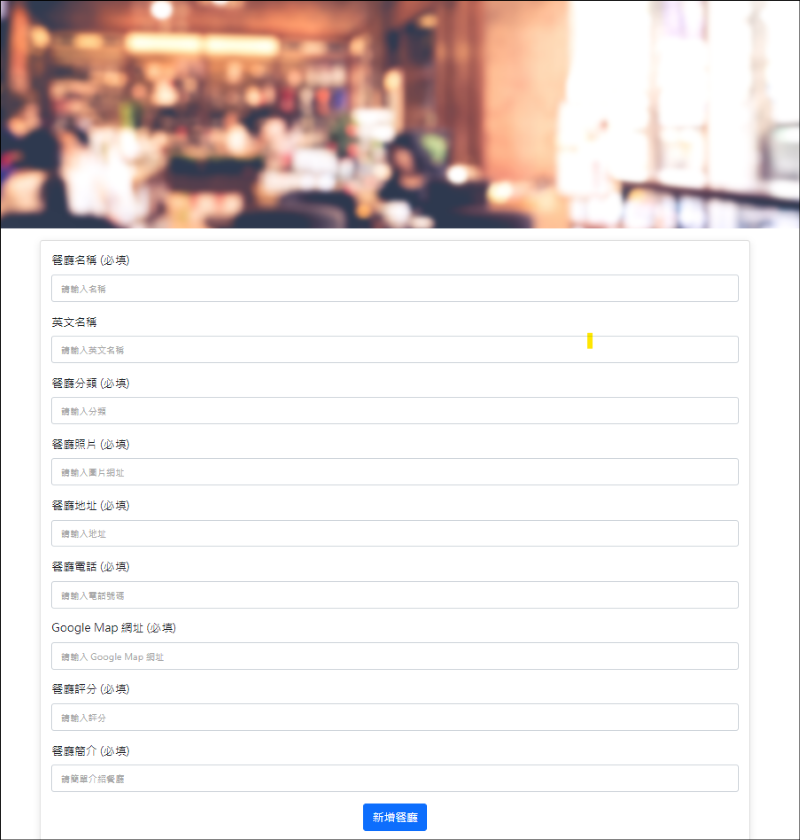 餐廳名稱 (必填)
請輸入名稱
英文名稱
請輸入英文名稱
餐廳分類 (必填)
請輸入分類
餐廳照片 (必填)
請輸入圖片網址
餐廳地址 (必填)
請輸入地址
餐廳電話 (必填)
請輸入電話號碼
Google Map 網址 (必填)
請輸入 Google Map 網址
餐廳評分 (必填)
請輸入評分
餐廳簡介 (必填)
請簡單介紹餐廳
新增餐廳